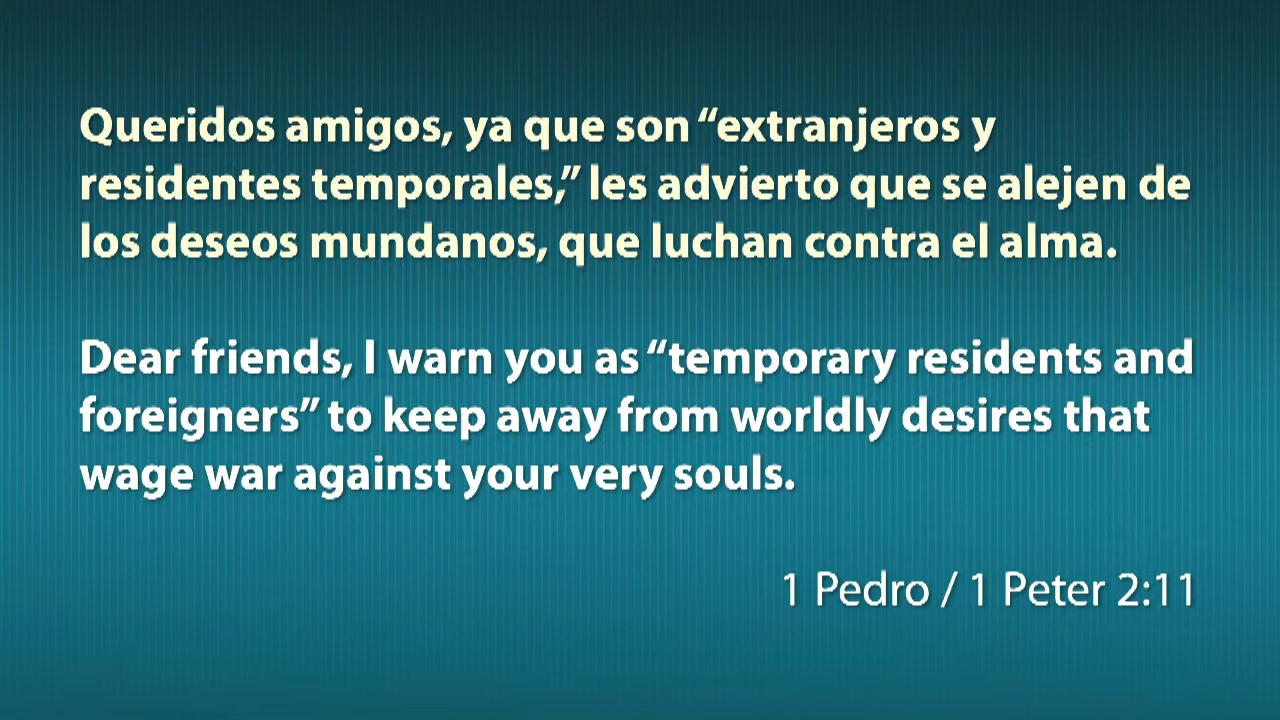 Queridos amigos, ya que son “extranjeros y
residentes temporales,” les advierto que se alejen de
los deseos mundanos, que luchan contra el alma.
Dear friends, I warn you as “temporary residents and
foreigners” to keep away from worldly desires that
wage war against your very souls.
1 Pedro / 1 Peter 2:11